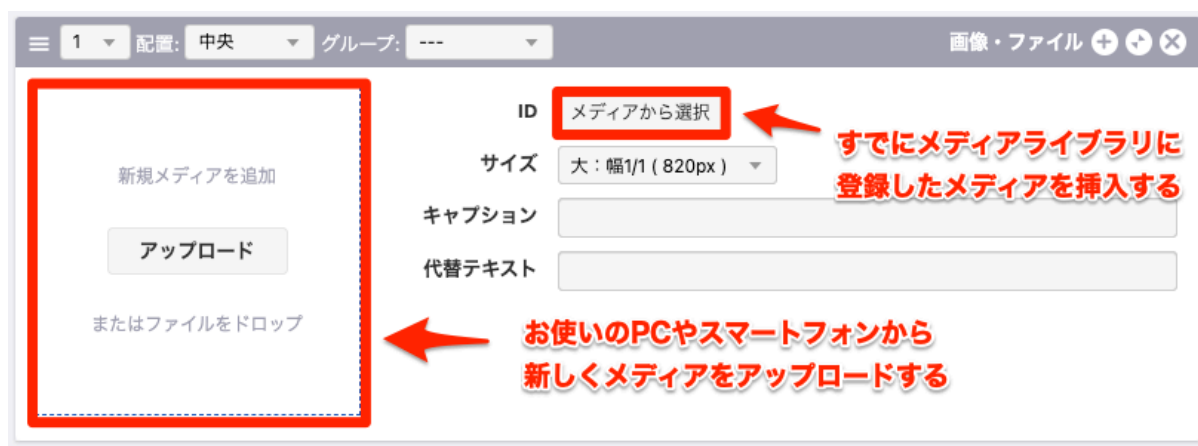 1 配置: 中央 グループ: --- 画像・ファイル
新規メディアを追加
アップロード
またはファイルをドロップ
ID メディアから選択
サイズ 大：幅1/1 ( 820px )
キャプション
代替テキスト
すでにメディアライブラリに
登録したメディアを挿入する
お使いのPCやスマートフォンから
新しくメディアをアップロードする